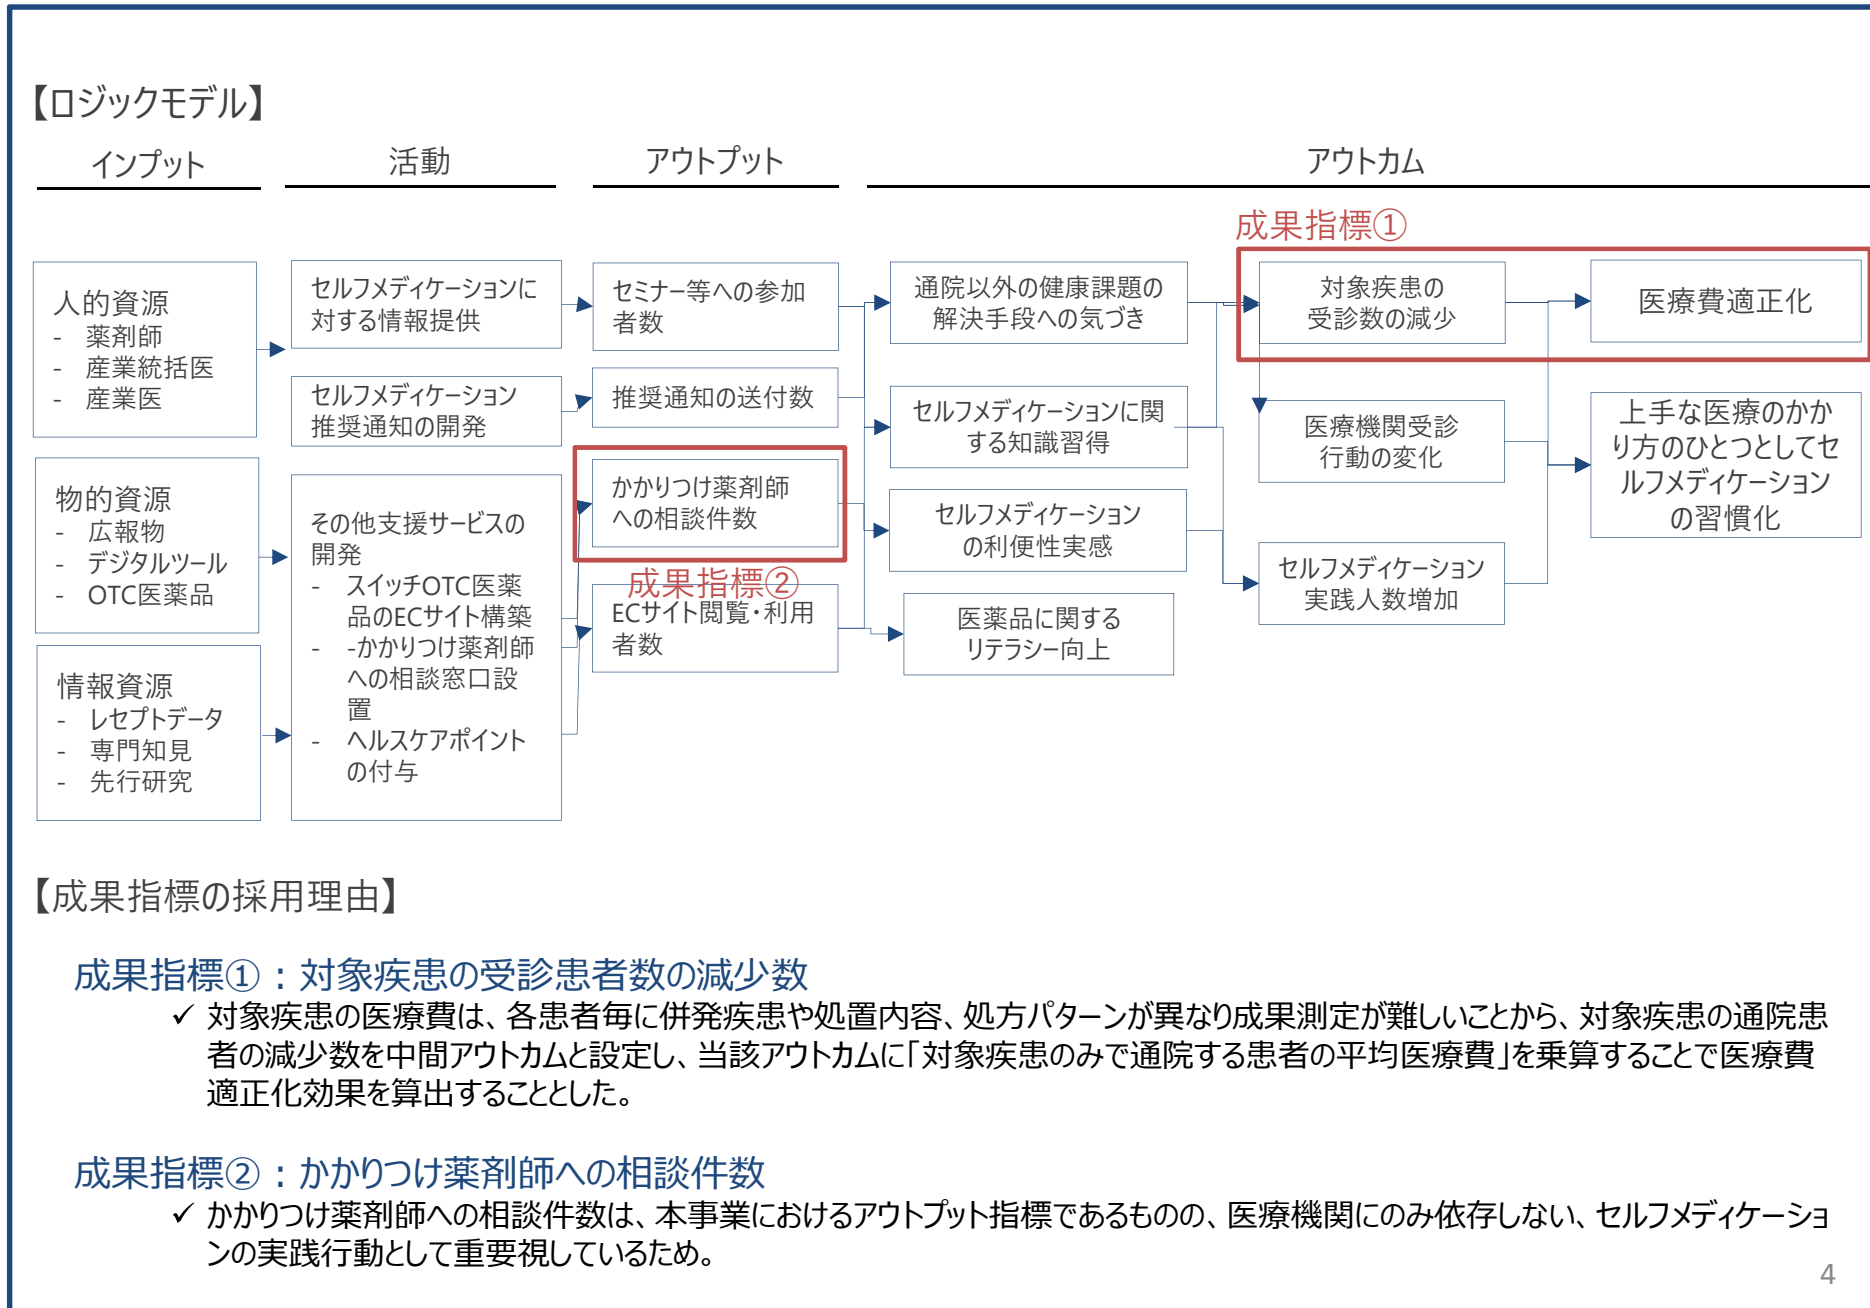 【ロジックモデル】
インプット
活動
アウトプット
アウトカム
成果指標①
人的資源
- 薬剤師
- 産業統括医
- 産業医
物的資源
- 広報物
- デジタルツール
- OTC医薬品
情報資源
- レセプトデータ
- 専門知見
- 先行研究
セルフメディケーションに
対する情報提供
セルフメディケーション
推奨通知の開発
その他支援サービスの
開発
- スイッチOTC医薬
品のECサイト構築
- -かかりつけ薬剤師
への相談窓口設
置
- ヘルスケアポイント
の付与
セミナー等への参加
者数
推奨通知の送付数
かかりつけ薬剤師
への相談件数
成果指標②
ECサイト閲覧・利用
者数
通院以外の健康課題の
解決手段への気づき
セルフメディケーションに関
する知識習得
セルフメディケーション
の利便性実感
医薬品に関する
リテラシー向上
対象疾患の
受診数の減少
医療機関受診
行動の変化
セルフメディケーション
実践人数増加
医療費適正化
上手な医療のかか
り方のひとつとしてセ
ルフメディケーション
の習慣化
【成果指標の採用理由】
成果指標①：対象疾患の受診患者数の減少数
✓ 対象疾患の医療費は、各患者毎に併発疾患や処置内容、処方パターンが異なり成果測定が難しいことから、対象疾患の通院患
者の減少数を中間アウトカムと設定し、当該アウトカムに「対象疾患のみで通院する患者の平均医療費」を乗算することで医療費
適正化効果を算出することとした。
成果指標②：かかりつけ薬剤師への相談件数
✓ かかりつけ薬剤師への相談件数は、本事業におけるアウトプット指標であるものの、医療機関にのみ依存しない、セルフメディケーショ
ンの実践行動として重要視しているため。
4